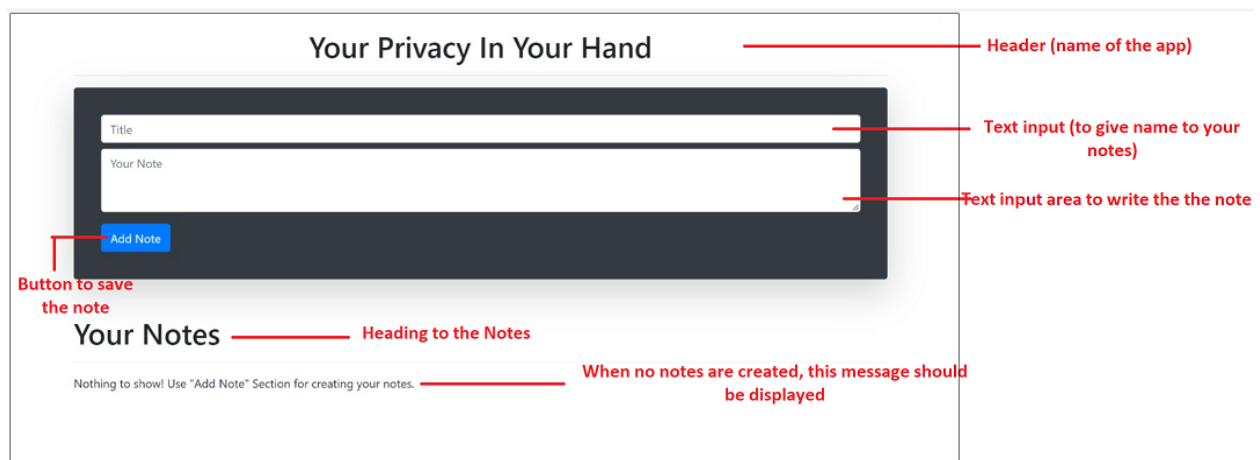 Your Privacy In Your Hand
Header (name of the app)
Title
Text input (to give name to your
notes)
Your Note
Text input area to write the the note
Add Note
Button to save
the note
Your Notes
Heading to the Notes
Nothing to show! Use "Add Note" Section for creating your notes.
When no notes are created, this message should
be displayed